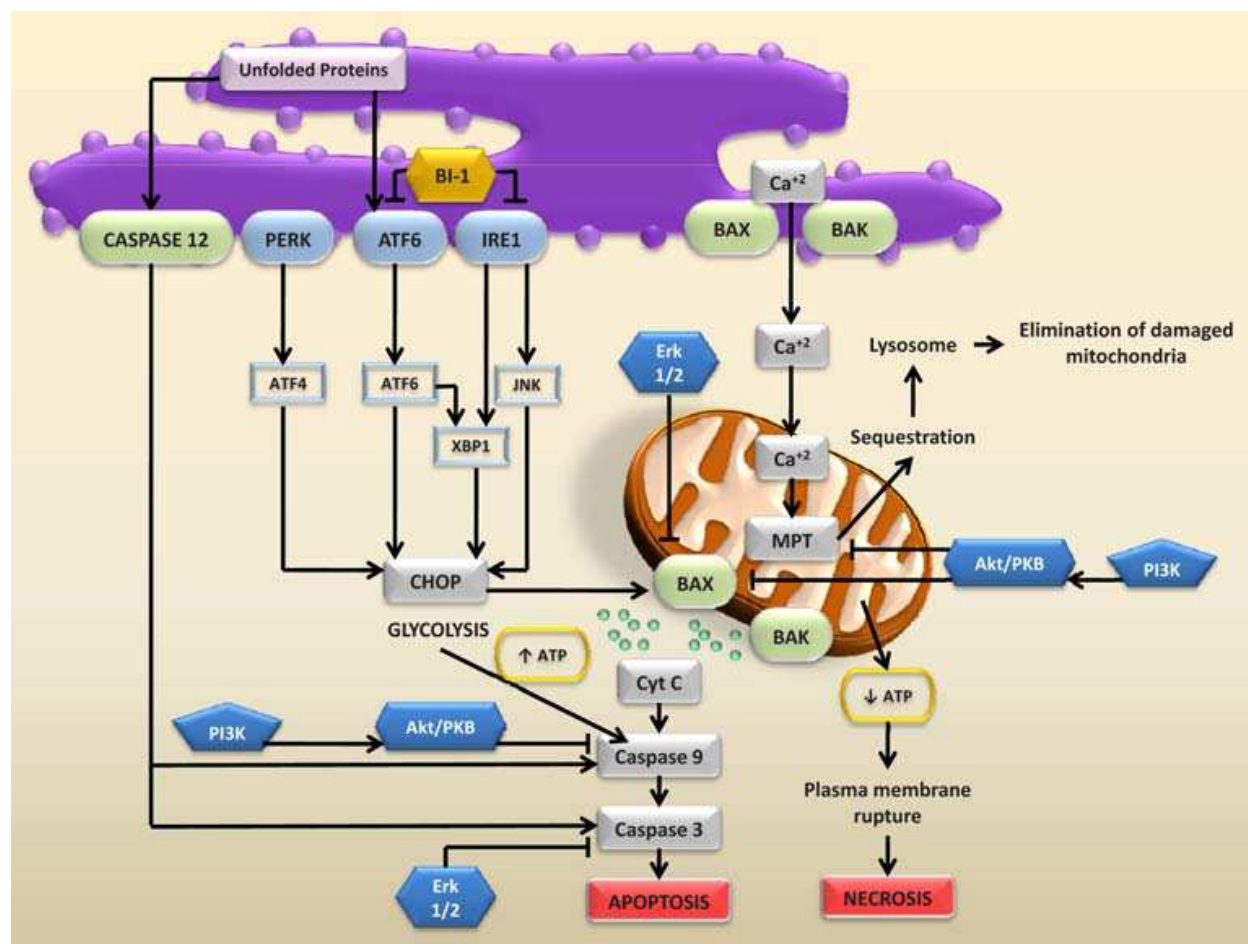 Unfolded Proteins
BI-1
Ca+2
CASPASE 12
PERK
ATF6
IRE1
BAX
BAK
Erk
1/2
Ca+2
Lysosome
Elimination of damaged
mitochondria
ATF4
ATF6
JNK
XBP1
Ca+2
Sequestration
MPT
Akt/PKB
PI3K
CHOP
BAX
BAK
GLYCOLYSIS
↑ ATP
Cyt C
↓ ATP
PI3K
Akt/PKB
Caspase 9
Plasma membrane
rupture
Caspase 3
Erk
1/2
APOPTOSIS
NECROSIS